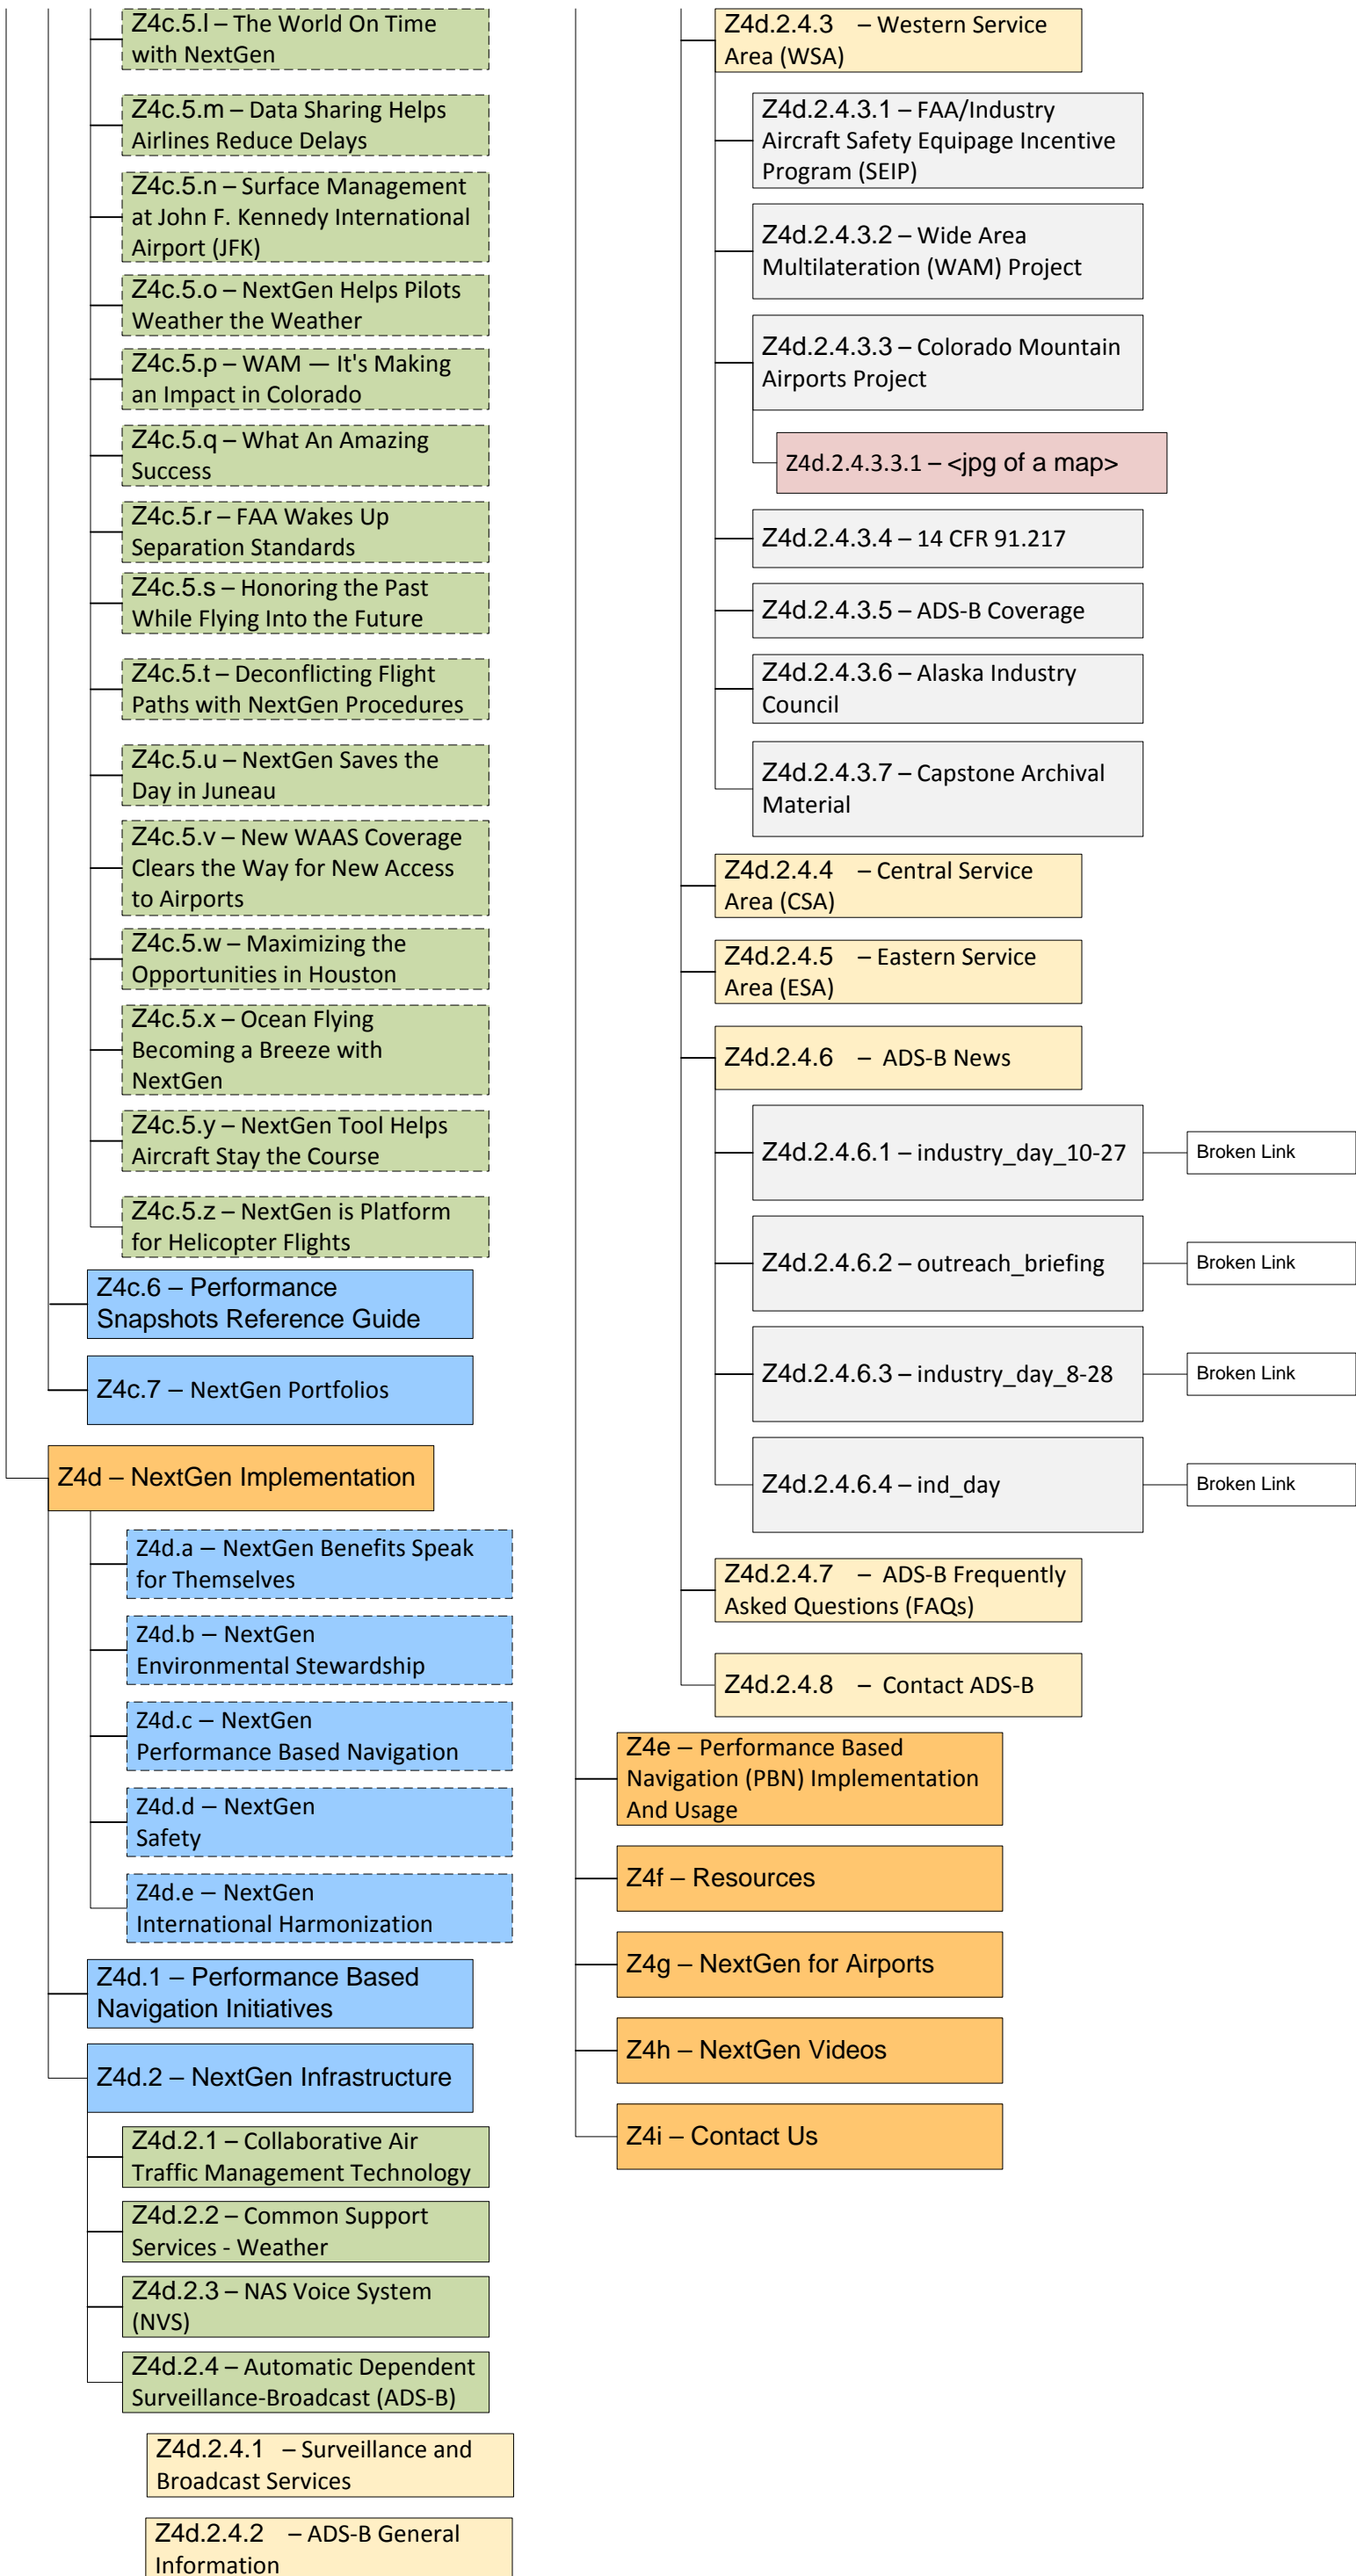 Z4c.5.l – The World On Time
with NextGen
Z4c.5.m – Data Sharing Helps
Airlines Reduce Delays
Z4c.5.n – Surface Management
at John F. Kennedy International
Airport (JFK)
Z4c.5.o – NextGen Helps Pilots
Weather the Weather
Z4c.5.p – WAM — It's Making
an Impact in Colorado
Z4c.5.q – What An Amazing
Success
Z4c.5.r – FAA Wakes Up
Separation Standards
Z4c.5.s – Honoring the Past
While Flying Into the Future
Z4c.5.t – Deconflicting Flight
Paths with NextGen Procedures
Z4c.5.u – NextGen Saves the
Day in Juneau
Z4c.5.v – New WAAS Coverage
Clears the Way for New Access
to Airports
Z4c.5.w – Maximizing the
Opportunities in Houston
Z4c.5.x – Ocean Flying
Becoming a Breeze with
NextGen
Z4c.5.y – NextGen Tool Helps
Aircraft Stay the Course
Z4c.5.z – NextGen is Platform
for Helicopter Flights
Z4c.6 – Performance
Snapshots Reference Guide
Z4c.7 – NextGen Portfolios
Z4d – NextGen Implementation
Z4d.a – NextGen Benefits Speak
for Themselves
Z4d.b – NextGen
Environmental Stewardship
Z4d.c – NextGen
Performance Based Navigation
Z4d.d – NextGen
Safety
Z4d.e – NextGen
International Harmonization
Z4d.1 – Performance Based
Navigation Initiatives
Z4d.2 – NextGen Infrastructure
Z4d.2.1 – Collaborative Air
Traffic Management Technology
Z4d.2.2 – Common Support
Services - Weather
Z4d.2.3 – NAS Voice System
(NVS)
Z4d.2.4 – Automatic Dependent
Surveillance-Broadcast (ADS-B)
Z4d.2.4.1 – Surveillance and
Broadcast Services
Z4d.2.4.2 – ADS-B General
Information
Z4d.2.4.3 – Western Service
Area (WSA)
Z4d.2.4.3.1 – FAA/Industry
Aircraft Safety Equipage Incentive
Program (SEIP)
Z4d.2.4.3.2 – Wide Area
Multilateration (WAM) Project
Z4d.2.4.3.3 – Colorado Mountain
Airports Project
Z4d.2.4.3.3.1 – <jpg of a map>
Z4d.2.4.3.4 – 14 CFR 91.217
Z4d.2.4.3.5 – ADS-B Coverage
Z4d.2.4.3.6 – Alaska Industry
Council
Z4d.2.4.3.7 – Capstone Archival
Material
Z4d.2.4.4 – Central Service
Area (CSA)
Z4d.2.4.5 – Eastern Service
Area (ESA)
Z4d.2.4.6 – ADS-B News
Z4d.2.4.6.1 – industry_day_10-27
Broken Link
Z4d.2.4.6.2 – outreach_briefing
Broken Link
Z4d.2.4.6.3 – industry_day_8-28
Broken Link
Z4d.2.4.6.4 – ind_day
Broken Link
Z4d.2.4.7 – ADS-B Frequently
Asked Questions (FAQs)
Z4d.2.4.8 – Contact ADS-B
Z4e – Performance Based
Navigation (PBN) Implementation
And Usage
Z4f – Resources
Z4g – NextGen for Airports
Z4h – NextGen Videos
Z4i – Contact Us